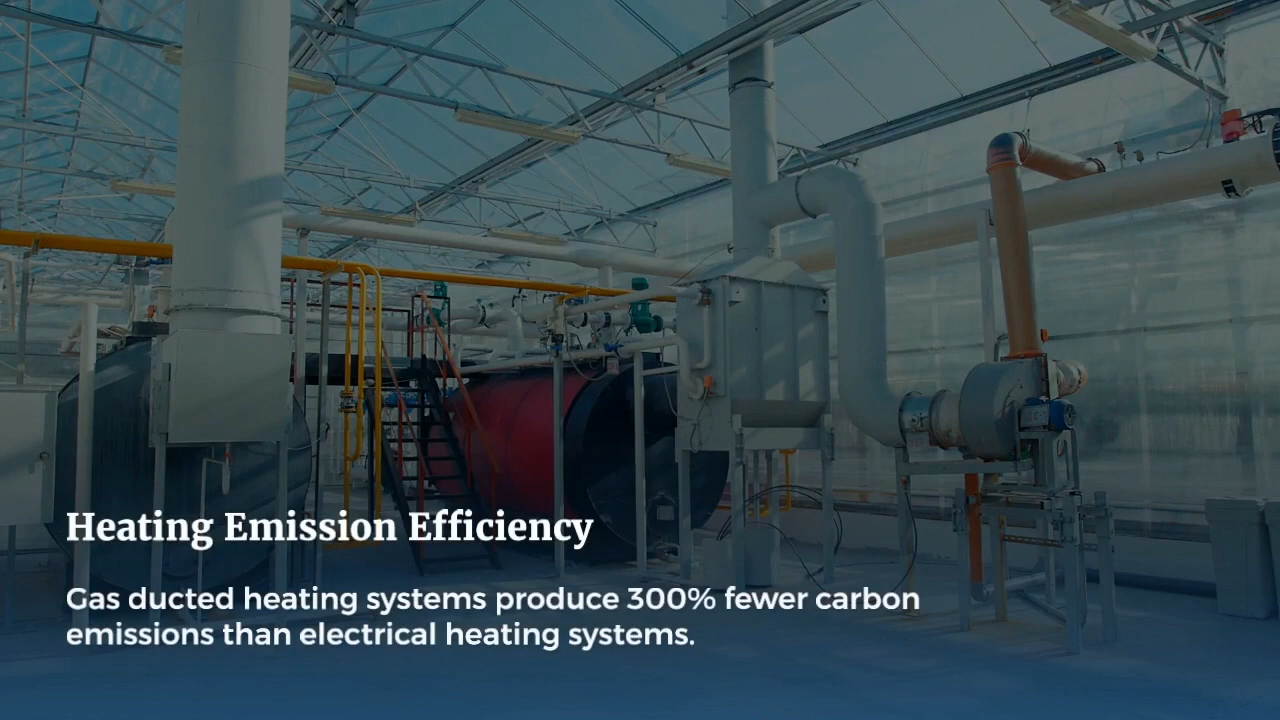 Heating Emission Efficiency
Gas ducted heating systems produce 300% fewer carbon
emissions than electrical heating systems.